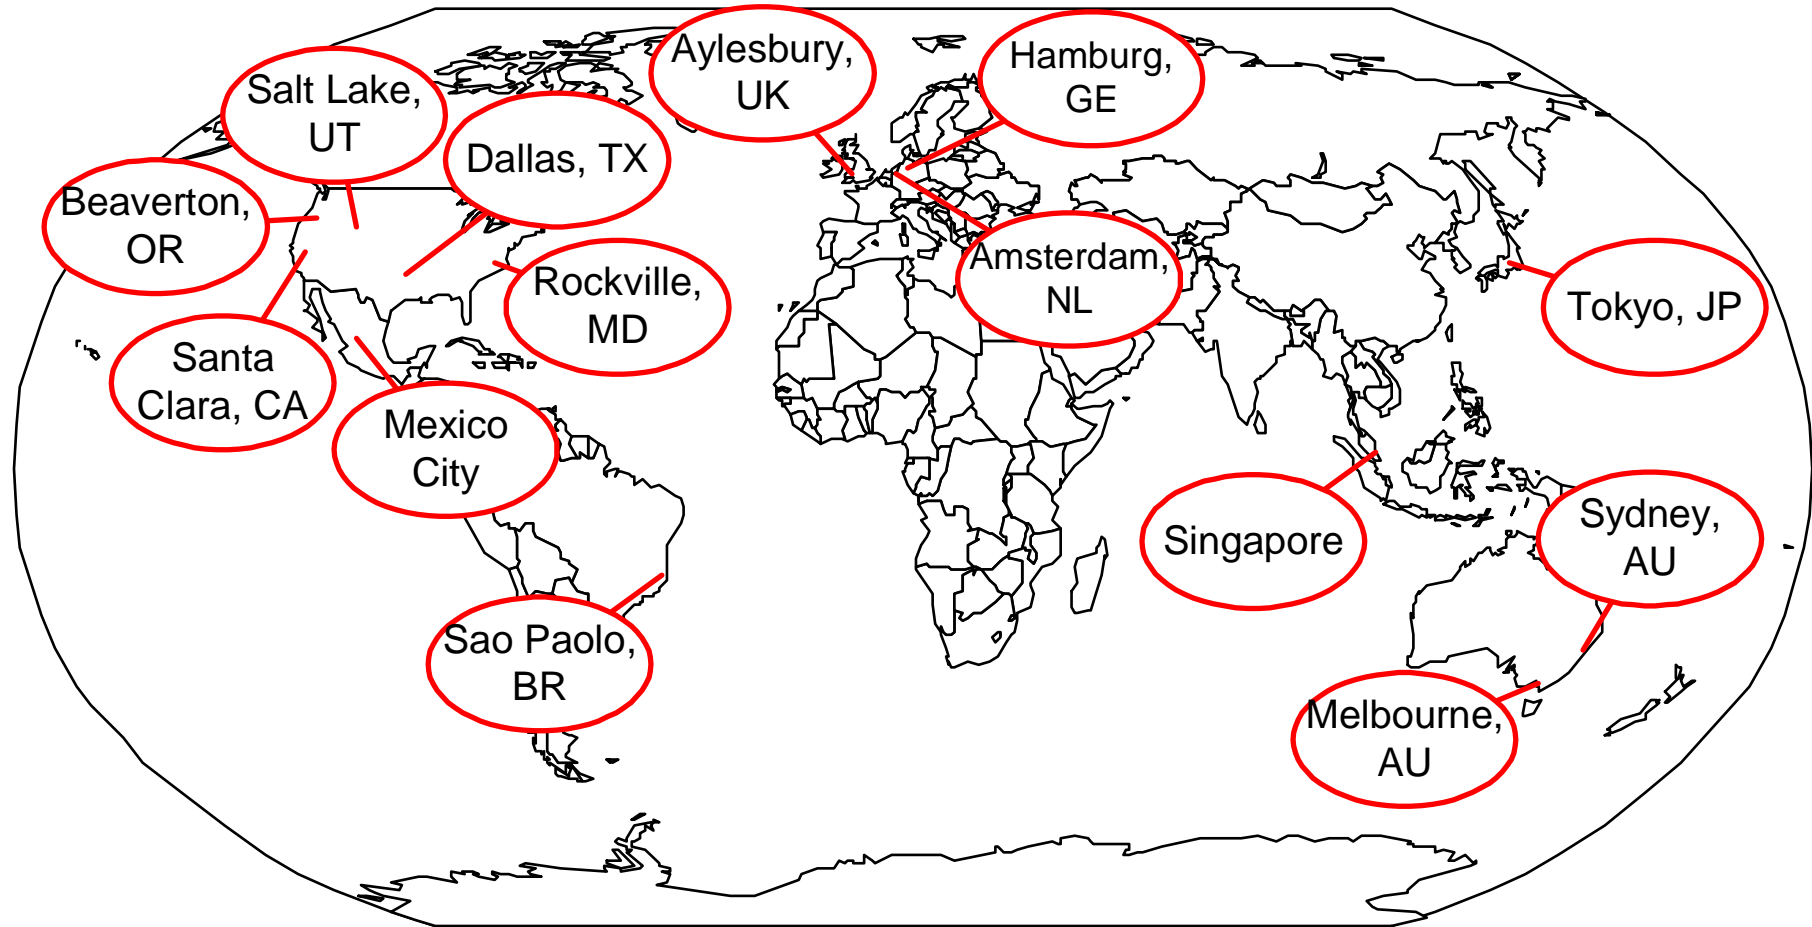 Aylesbury,
UK
Hamburg,
GE
Salt Lake,
UT
Dallas, TX
Beaverton,
OR
Rockville,
MD
Amsterdam,
NL
Tokyo, JP
Santa
Clara, CA
Mexico
City
Singapore
Sydney,
AU
Sao Paolo,
BR
Melbourne,
AU